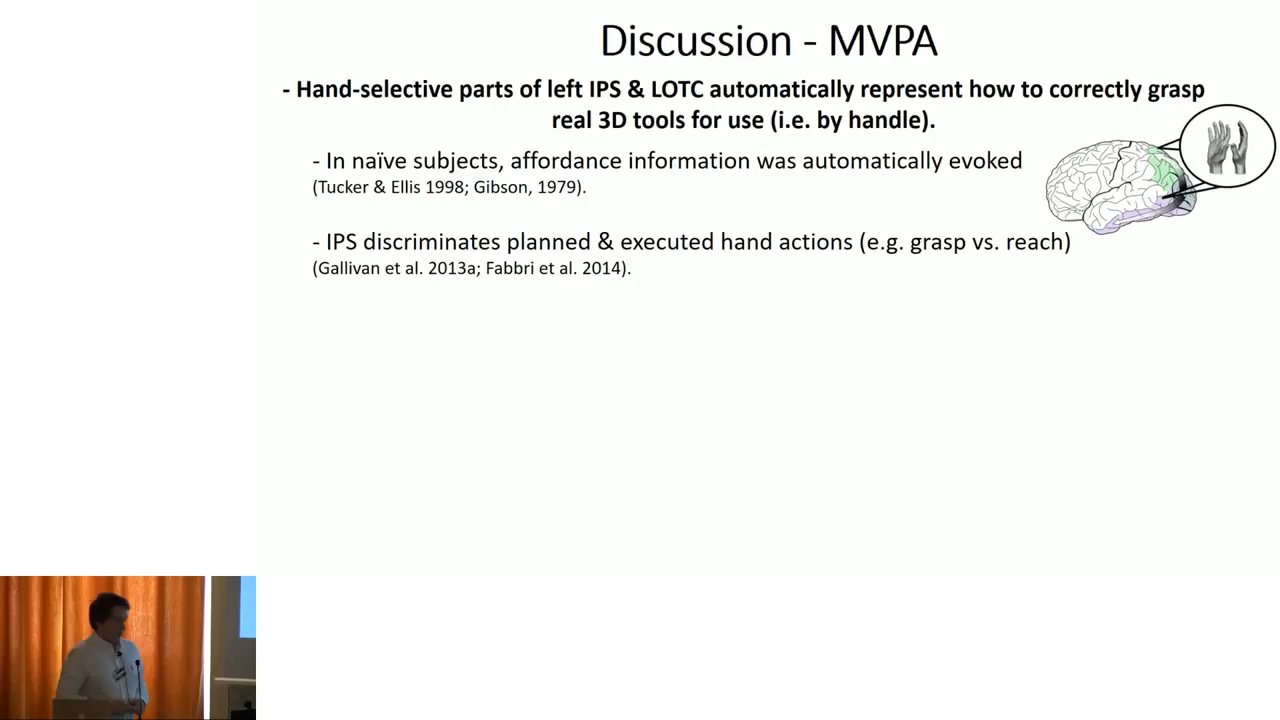 Discussion - MVPA
- Hand-selective parts of left IPS & LOTC automatically represent how to correctly grasp
real 3D tools for use (i.e. by handle).
- In naïve subjects, affordance information was automatically evoked
(Tucker & Ellis 1998; Gibson, 1979).
- IPS discriminates planned & executed hand actions (e.g. grasp vs. reach)
(Gallivan et al. 2013a; Fabbri et al. 2014).